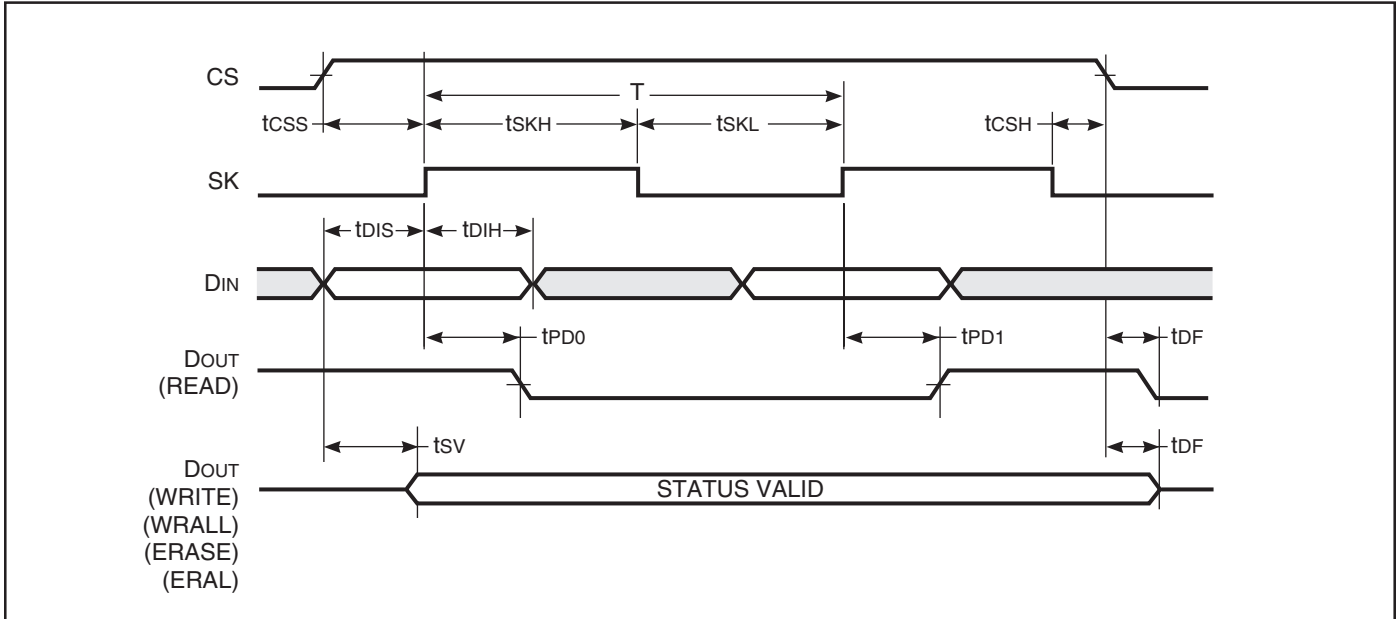 CS
T
tCSS
tSKH
tSKL
tCSH
SK
tDIS
tDIH
DIN
tPD0
tPD1
tDF
DOUT
(READ)
tSV
tDF
DOUT
(WRITE)
(WRALL)
(ERASE)
(ERAL)
STATUS VALID